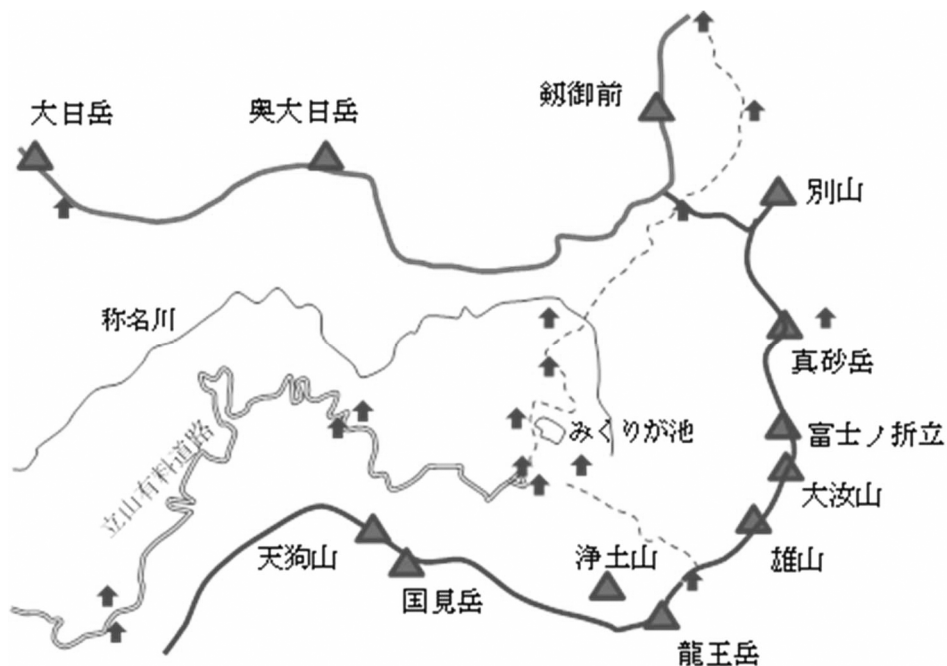 剱御前
大日岳
奥大日岳
別山
称名川
真砂岳
みくりが池
富士ノ折立
立山有料道路
大汝山
天狗山
浄土山
雄山
国見岳
龍王岳